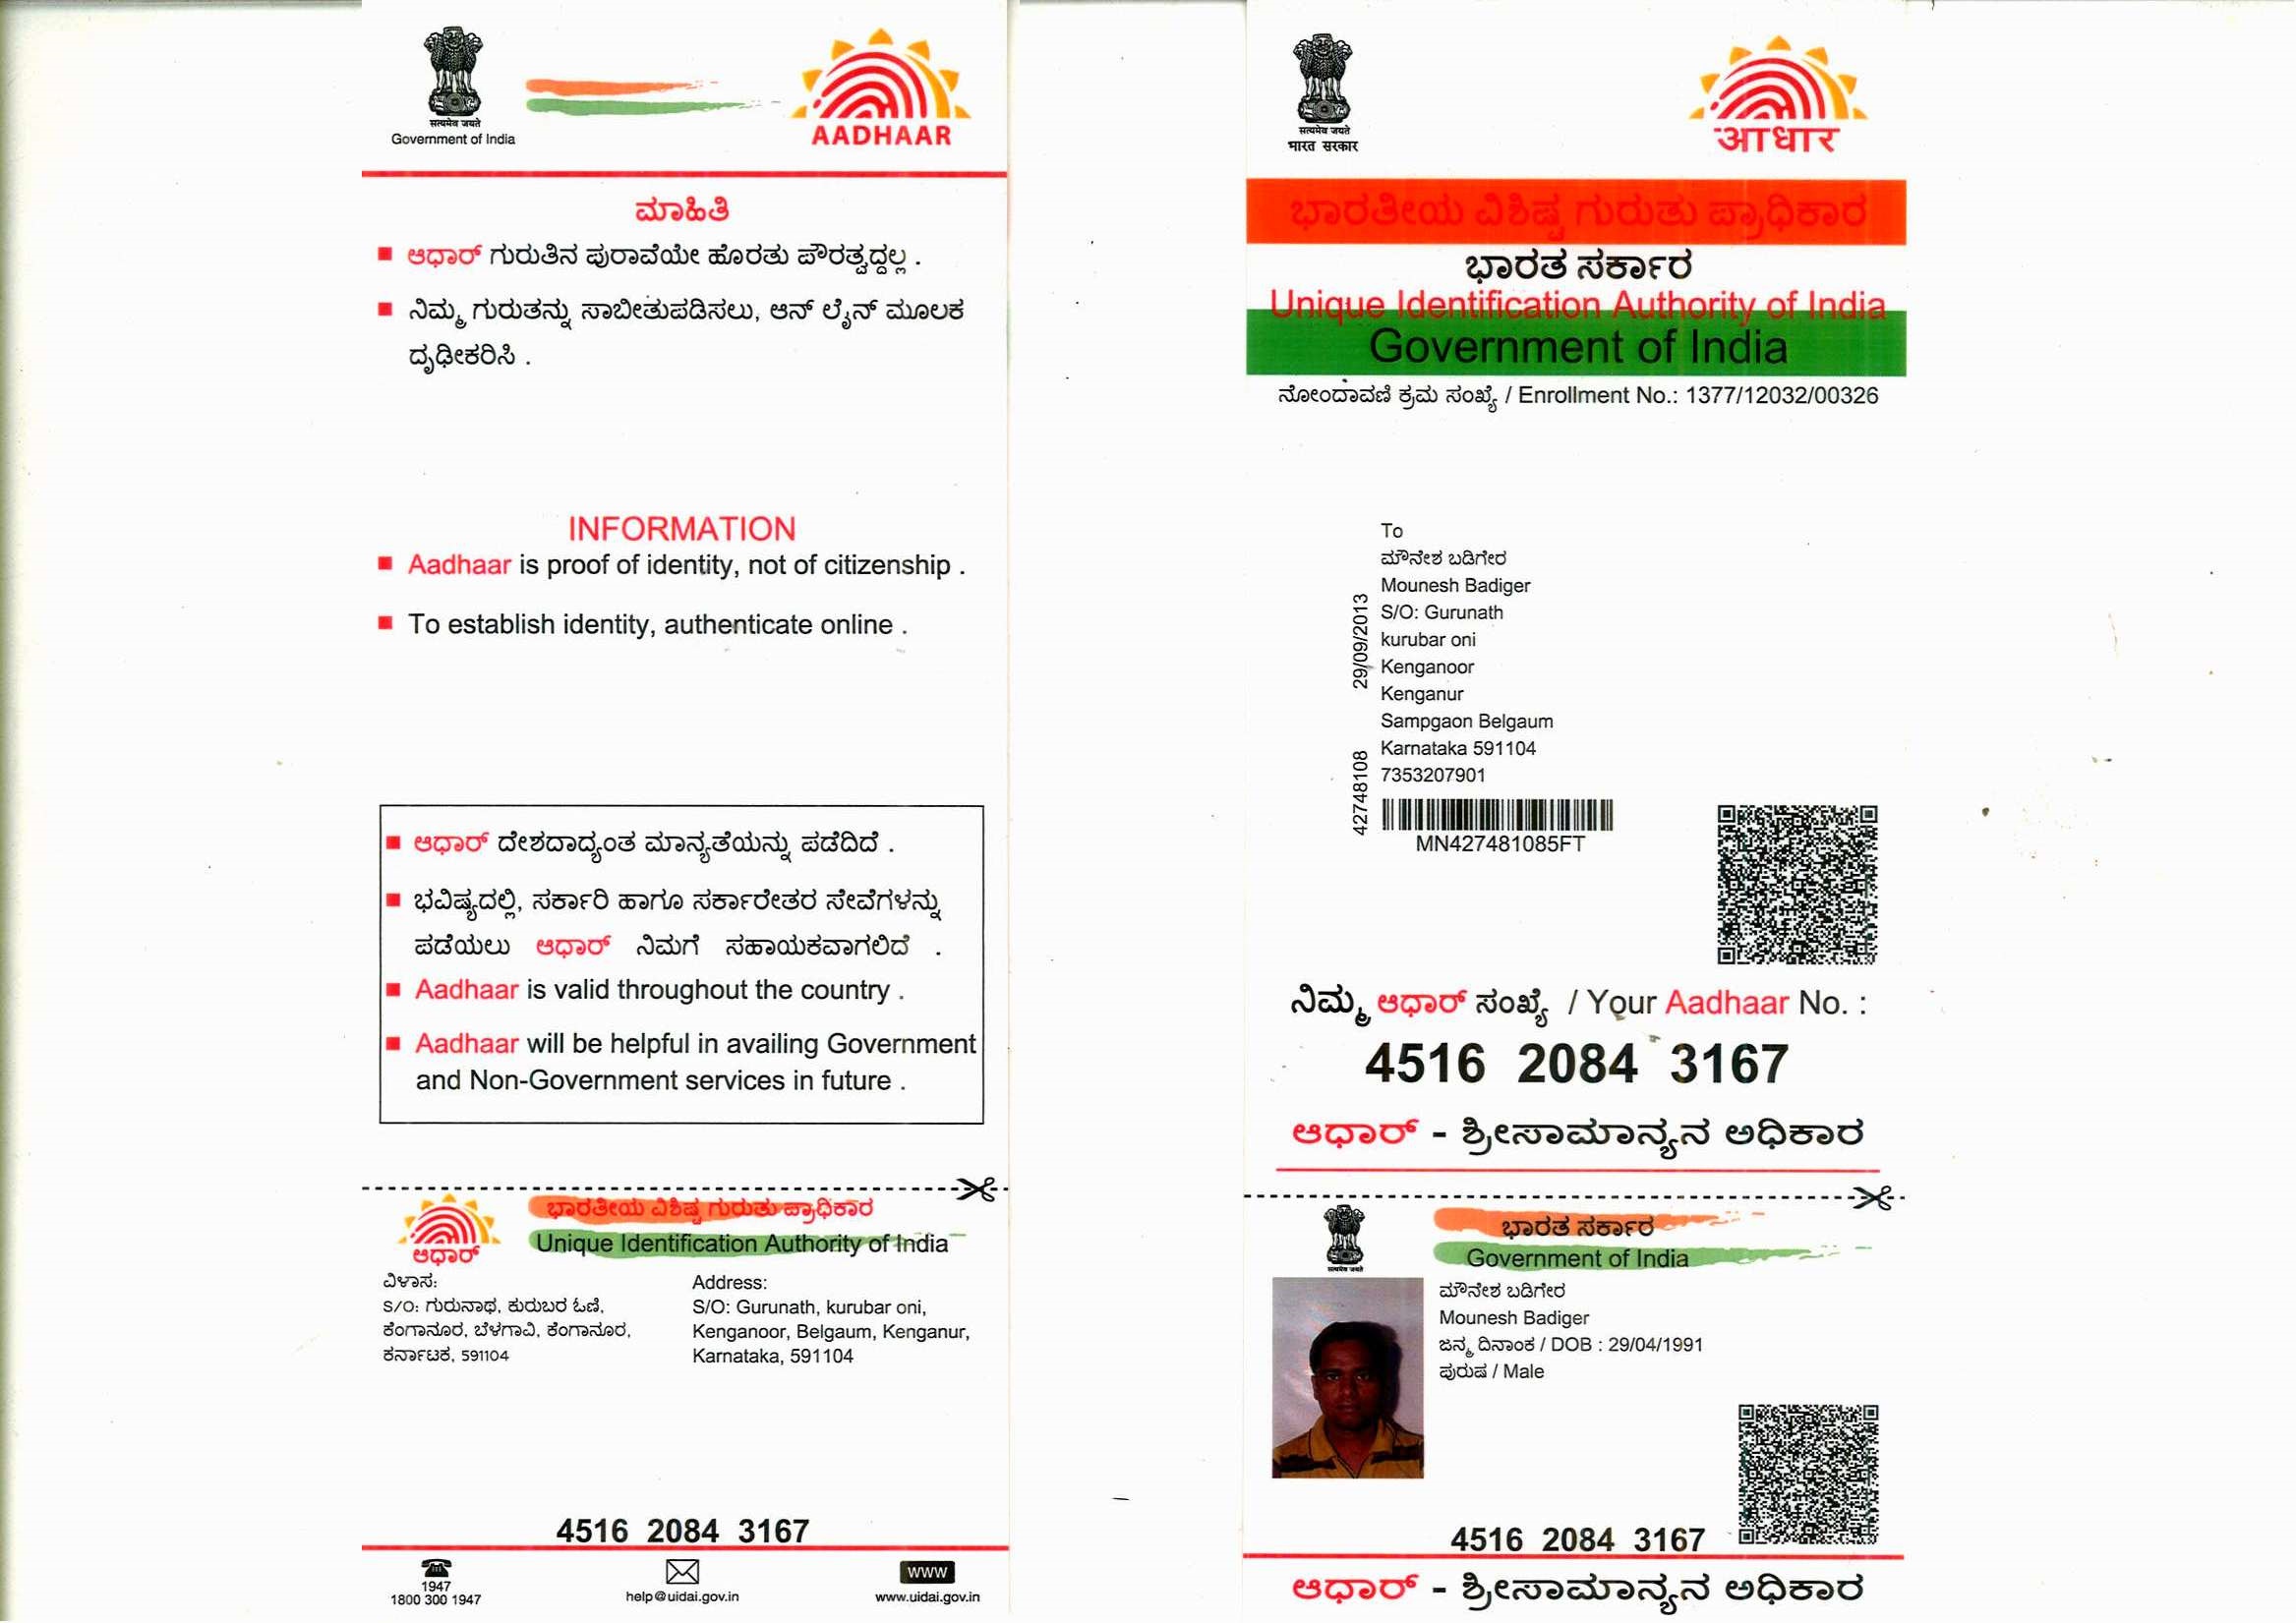 सत्यमेव जयते
Government of India
AADHAAR
ಮಾಹಿತಿ
ಆಧಾರ್ ಗುರುತಿನ ಪುರಾವೆಯೇ ಹೊರತು ಪೌರತ್ವದ್ದಲ್ಲ .
ನಿಮ್ಮ ಗುರುತನ್ನು ಸಾಬೀತುಪಡಿಸಲು, ಆನ್ ಲೈನ್ ಮೂಲಕ
ದೃಢೀಕರಿಸಿ .
INFORMATION
Aadhaar is proof of identity, not of citizenship .
To establish identity, authenticate online .
ಆಧಾರ್ ದೇಶದಾದ್ಯಂತ ಮಾನ್ಯತೆಯನ್ನು ಪಡೆದಿದೆ .
ಭವಿಷ್ಯದಲ್ಲಿ, ಸರ್ಕಾರಿ ಹಾಗೂ ಸರ್ಕಾರೇತರ ಸೇವೆಗಳನ್ನು
ಪಡೆಯಲು ಆಧಾರ್ ನಿಮಗೆ ಸಹಾಯಕವಾಗಲಿದೆ .
Aadhaar is valid throughout the country .
Aadhaar will be helpful in availing Government
and Non-Government services in future .
ಆಧಾರ್
ಭಾರತೀಯ ವಿಶಿಷ್ಟ ಗುರುತು ಪ್ರಾಧಿಕಾರ
Unique Identification Authority of India
ವಿಳಾಸ:
S/O: ಗುರುನಾಥ, ಕುರುಬರ ಓಣಿ,
ಕೆಂಗಾನೂರ, ಬೆಳಗಾವಿ, ಕೆಂಗಾನೂರ,
ಕರ್ನಾಟಕ, 591104
Address:
S/O: Gurunath, kurubar oni,
Kenganoor, Belgaum, Kenganur,
Karnataka, 591104
4516 2084 3167
1947
1800 300 1947
help@uidai.gov.in
www
www.uidai.gov.in
सत्यमेव जयते
भारत सरकार
आधार
ಭಾರತೀಯ ವಿಶಿಷ್ಟ ಗುರುತು ಪ್ರಾಧಿಕಾರ
ಭಾರತ ಸರ್ಕಾರ
Unique Identification Authority of India
Government of India
ನೋಂದಾವಣಿ ಕ್ರಮ ಸಂಖ್ಯೆ / Enrollment No.: 1377/12032/00326
To
ಮೌನೇಶ ಬಡಿಗೇರ
Mounesh Badiger
S/O: Gurunath
kurubar oni
Kenganoor
Kenganur
Sampgaon Belgaum
Karnataka 591104
7353207901
29/09/2013
42748108
MN427481085FT
ನಿಮ್ಮ ಆಧಾರ್ ಸಂಖ್ಯೆ / Your Aadhaar No. :
4516 2084 3167
ಆಧಾರ್ - ಶ್ರೀಸಾಮಾನ್ಯನ ಅಧಿಕಾರ
सत्यमेव जयते
ಭಾರತ ಸರ್ಕಾರ
Government of India
ಮೌನೇಶ ಬಡಿಗೇರ
Mounesh Badiger
ಜನ್ಮ ದಿನಾಂಕ / DOB : 29/04/1991
ಪುರುಷ / Male
4516 2084 3167
ಆಧಾರ್ - ಶ್ರೀಸಾಮಾನ್ಯನ ಅಧಿಕಾರ